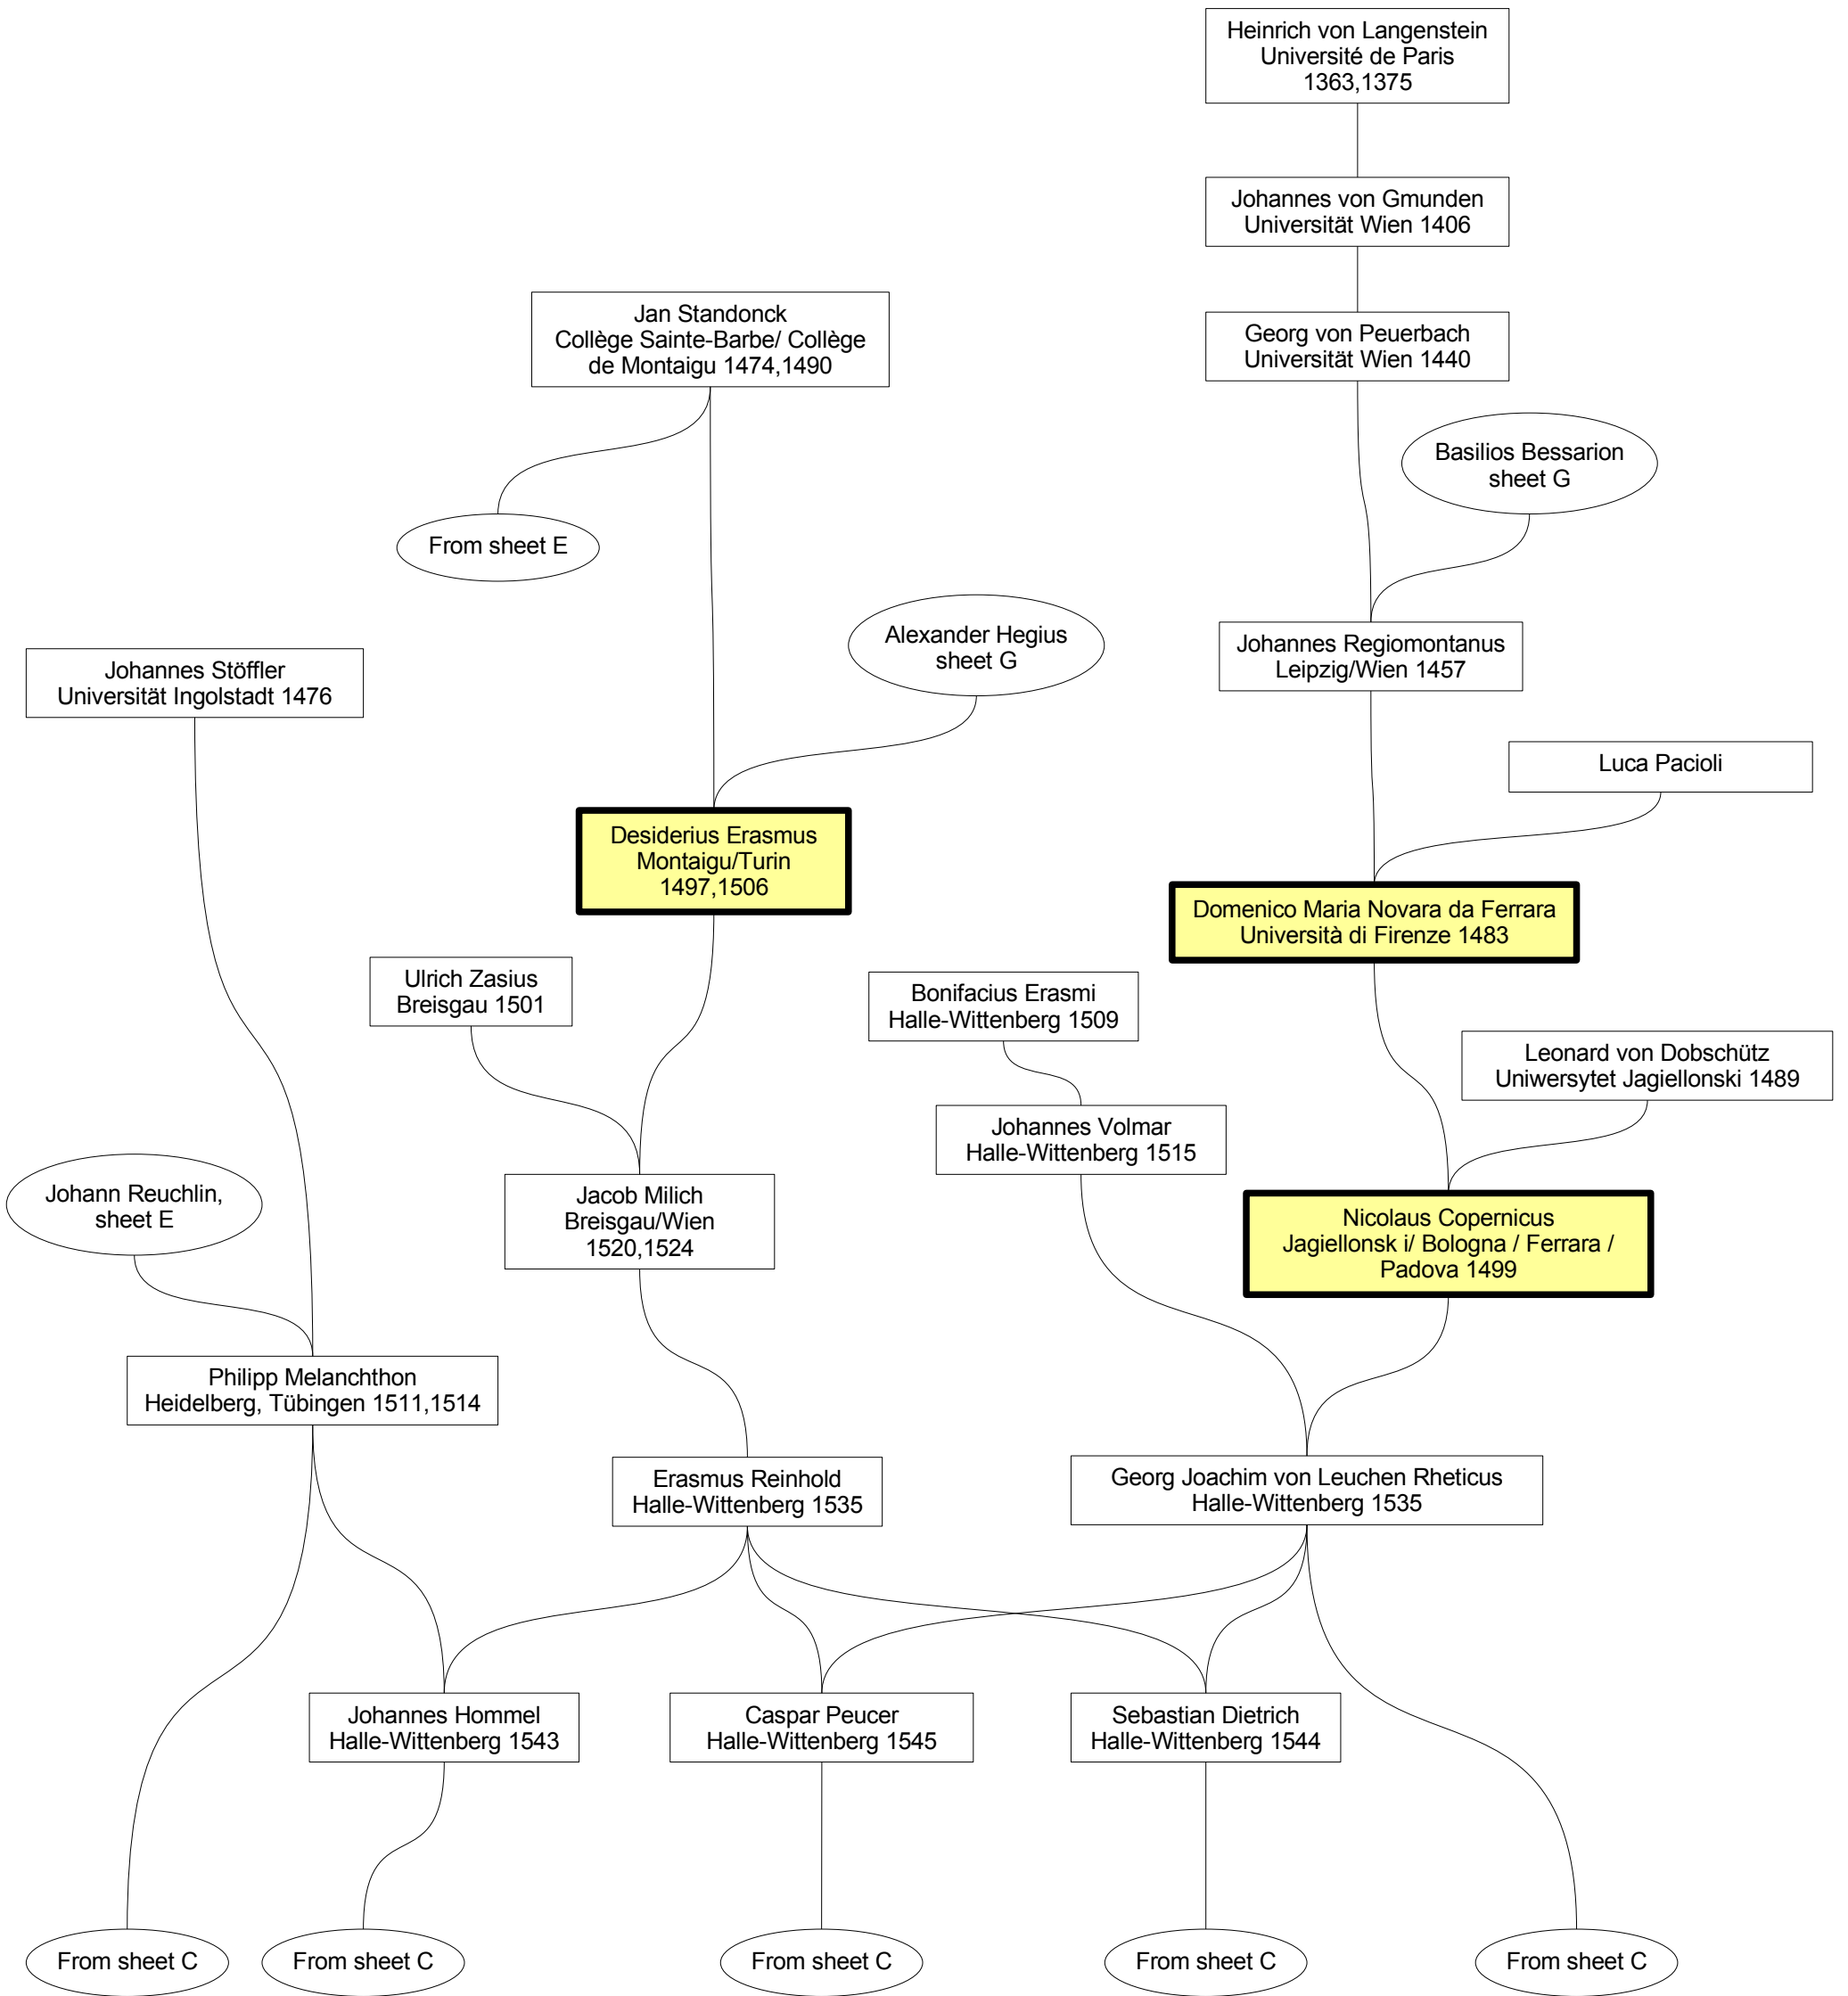 Heinrich von Langenstein
Université de Paris
1363,1375
Johannes von Gmunden
Universität Wien 1406
Jan Standonck
Collège Sainte-Barbe/ Collège
de Montaigu 1474,1490
Georg von Peuerbach
Universität Wien 1440
Basilios Bessarion
sheet G
From sheet E
Alexander Hegius
sheet G
Johannes Regiomontanus
Leipzig/Wien 1457
Johannes Stöffler
Universität Ingolstadt 1476
Luca Pacioli
Desiderius Erasmus
Montaigu/Turin
1497,1506
Domenico Maria Novara da Ferrara
Università di Firenze 1483
Ulrich Zasius
Breisgau 1501
Bonifacius Erasmi
Halle-Wittenberg 1509
Leonard von Dobschütz
Uniwersytet Jagiellonski 1489
Johannes Volmar
Halle-Wittenberg 1515
Johann Reuchlin,
sheet E
Jacob Milich
Breisgau/Wien
1520,1524
Nicolaus Copernicus
Jagiellonsk i/ Bologna / Ferrara /
Padova 1499
Philipp Melanchthon
Heidelberg, Tübingen 1511,1514
Erasmus Reinhold
Halle-Wittenberg 1535
Georg Joachim von Leuchen Rheticus
Halle-Wittenberg 1535
Johannes Hommel
Halle-Wittenberg 1543
Caspar Peucer
Halle-Wittenberg 1545
Sebastian Dietrich
Halle-Wittenberg 1544
From sheet C
From sheet C
From sheet C
From sheet C
From sheet C